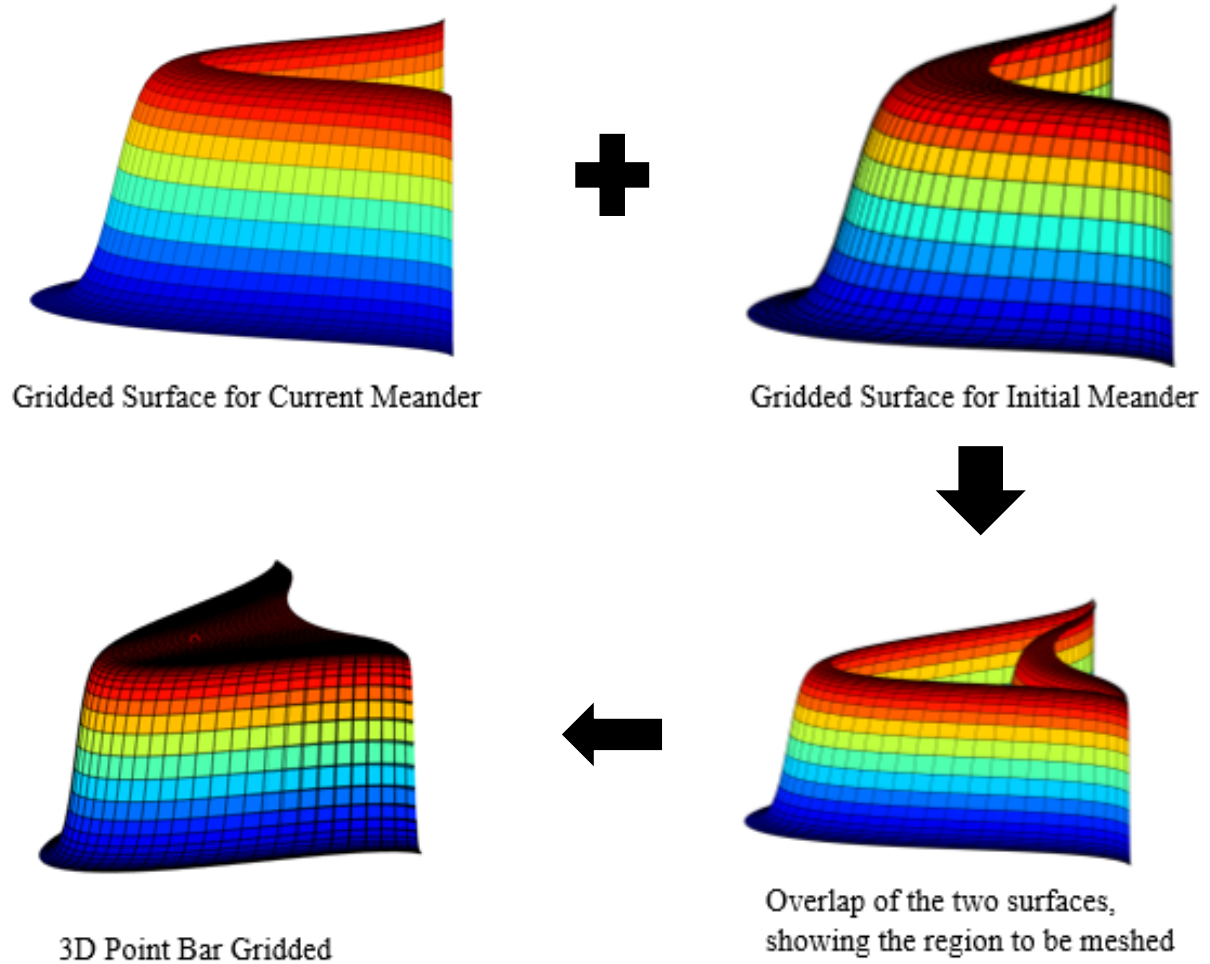 Gridded Surface for Current Meander
Gridded Surface for Initial Meander
3D Point Bar Gridded
Overlap of the two surfaces,
showing the region to be meshed